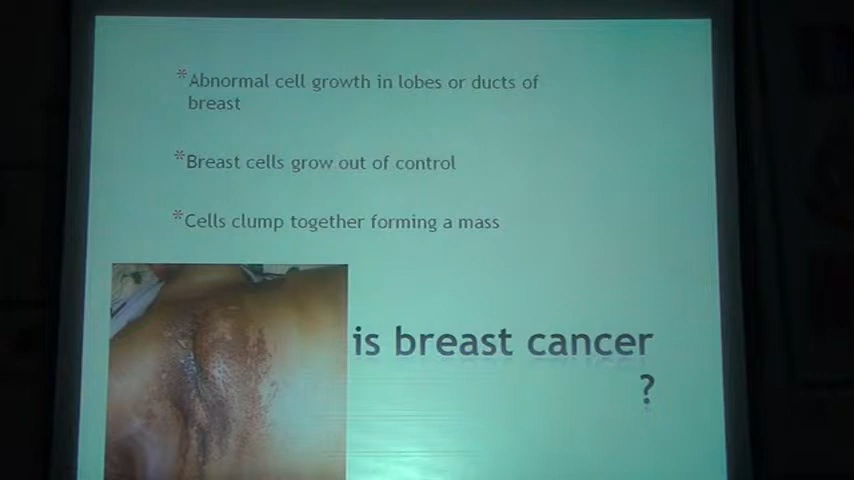 *Abnormal cell growth in lobes or ducts of
breast
*Breast cells grow out of control
*Cells clump together forming a mass
is breast cancer
?